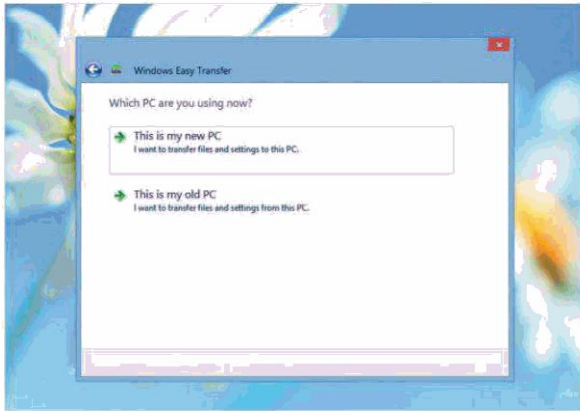 Windows Easy Transfer
Which PC are you using now?
This is my new PC
I want to transfer files and settings to this PC.
This is my old PC
I want to transfer files and settings from this PC.